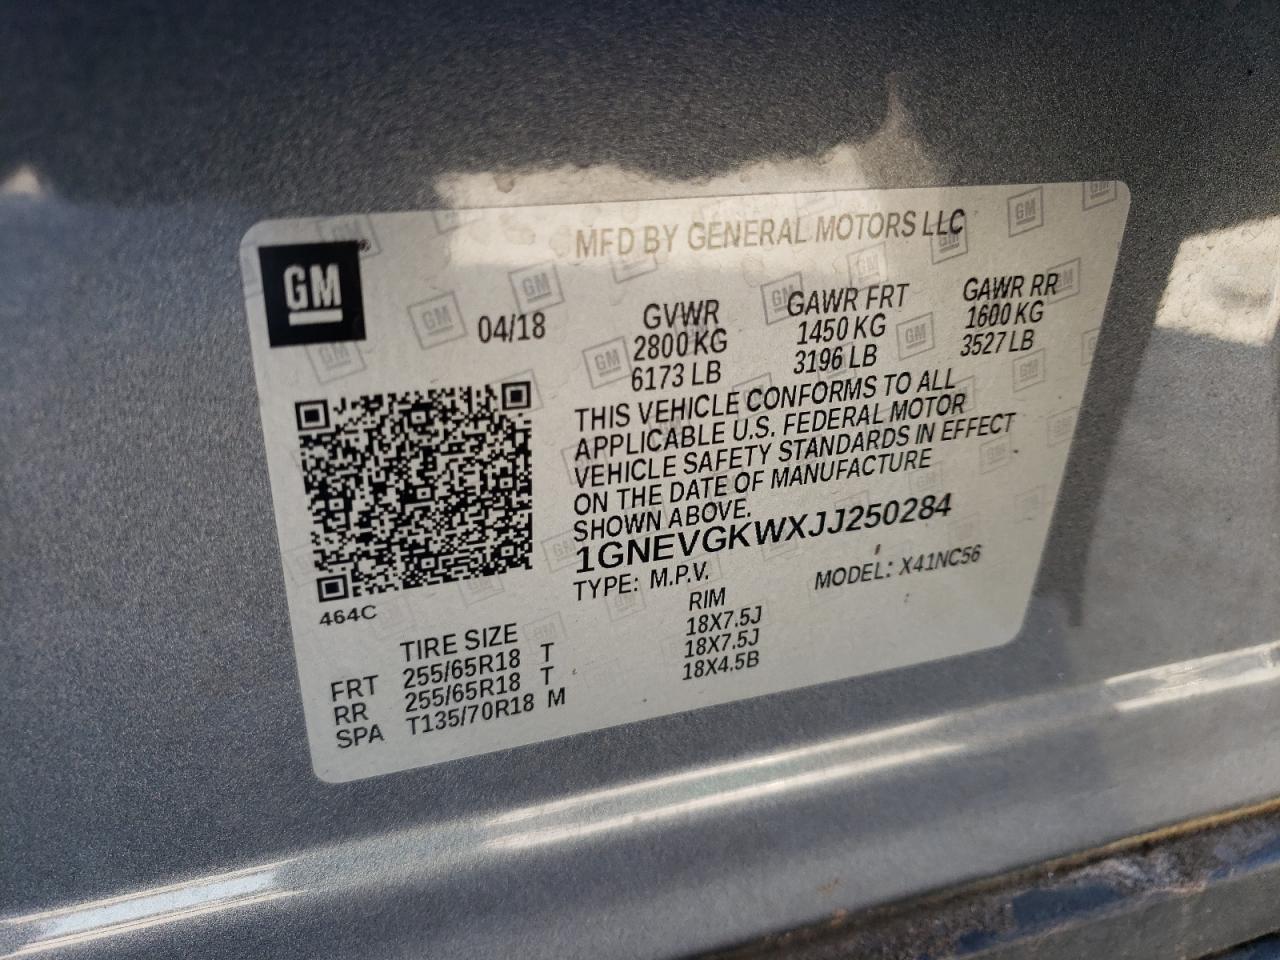 MFD BY GENERAL MOTORS LLC
GM ®
04/18
GVWR GAWR FRT GAWR RR
2800 KG 1450 KG 1600 KG
6173 LB 3196 LB 3527 LB
THIS VEHICLE CONFORMS TO ALL
APPLICABLE U.S. FEDERAL MOTOR
VEHICLE SAFETY STANDARDS IN EFFECT
ON THE DATE OF MANUFACTURE
SHOWN ABOVE.
1GNEVGKWXJJ250284
TYPE: M.P.V. MODEL: X41NC56
464C
TIRE SIZE RIM
FRT 255/65R18 T 18X7.5J
RR 255/65R18 T 18X7.5J
SPA T135/70R18 M 18X4.5B